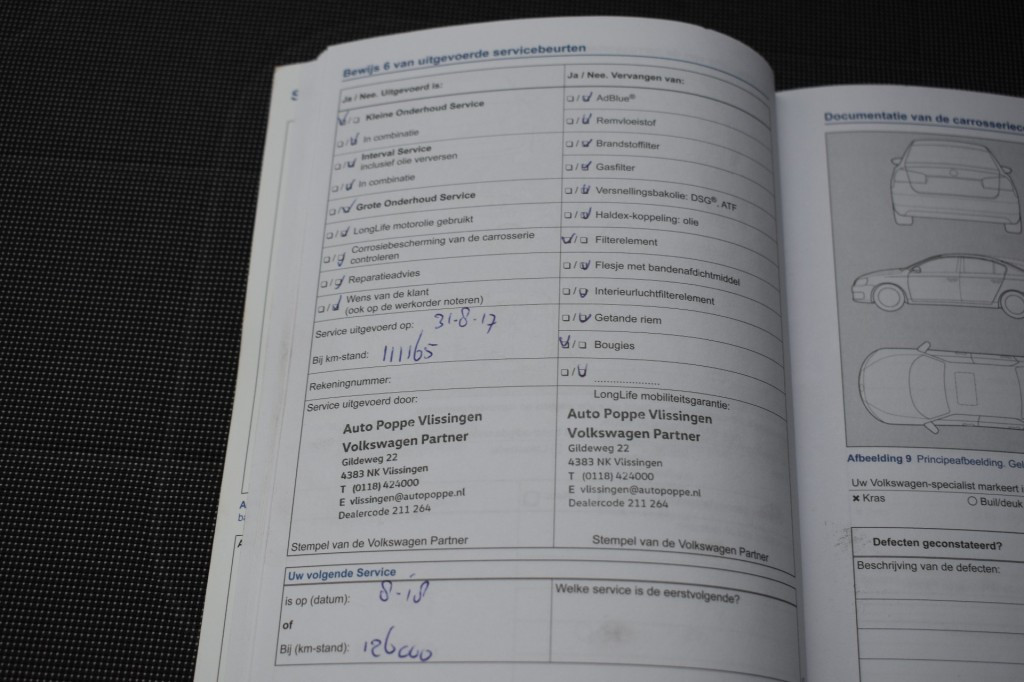 Bewijs 6 van uitgevoerde servicebeurten
Ja / Nee. Uitgevoerd is:
Kleine Onderhoud Service
In combinatie
Interval Service
inclusief olie verversen
In combinatie
Grote Onderhoud Service
LongLife motorolie gebruikt
Corrosiebescherming van de carrosserie
controleren
Reparatieadvies
Wens van de klant
(ook op de werkorder noteren)
Service uitgevoerd op: 31-8-17
Bij km-stand: 111165
Rekeningnummer:
Service uitgevoerd door:
Auto Poppe Vlissingen
Volkswagen Partner
Gildeweg 22
4383 NK Vlissingen
T (0118) 424000
E vlissingen@autopoppe.nl
Dealercode 211 264
Stempel van de Volkswagen Partner
Ja / Nee. Vervangen van:
AdBlue®
Remvloeistof
Brandstoffilter
Gasfilter
Versnellingsbakolie: DSG®, ATF
Haldex-koppeling: olie
Filterelement
Flesje met bandenafdichtmiddel
Interieurluchtfilterelement
Getande riem
Bougies
LongLife mobiliteitsgarantie:
Auto Poppe Vlissingen
Volkswagen Partner
Gildeweg 22
4383 NK Vlissingen
T (0118) 424000
E vlissingen@autopoppe.nl
Dealercode 211 264
Stempel van de Volkswagen Partner
Uw volgende Service
is op (datum): 8-18
of
Bij (km-stand): 126000
Welke service is de eerstvolgende?
Documentatie van de carrosseriec
Afbeelding 9 Principeafbeelding. Gel
Uw Volkswagen-specialist markeert i
x Kras
Buil/deuk
Defecten geconstateerd?
Beschrijving van de defecten: